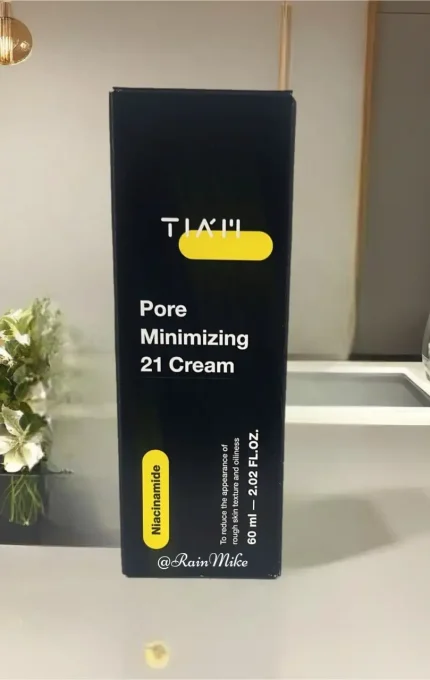 TIA'M
Pore
Minimizing
21 Cream
Niacinamide
To reduce the appearance of
rough skin texture and oiliness
60 ml — 2.02 FL.OZ.
@RainMike